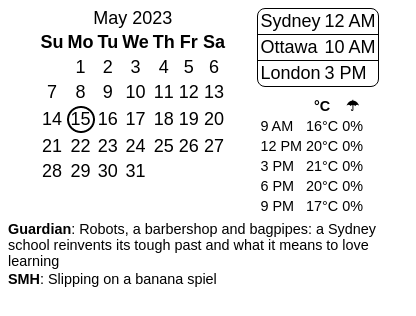 May 2023
Su Mo Tu We Th Fr Sa
1 2 3 4 5 6
7 8 9 10 11 12 13
14 15 16 17 18 19 20
21 22 23 24 25 26 27
28 29 30 31
Sydney 12 AM
Ottawa 10 AM
London 3 PM
°C ☂
9 AM 16°C 0%
12 PM 20°C 0%
3 PM 21°C 0%
6 PM 20°C 0%
9 PM 17°C 0%
Guardian: Robots, a barbershop and bagpipes: a Sydney
school reinvents its tough past and what it means to love
learning
SMH: Slipping on a banana spiel